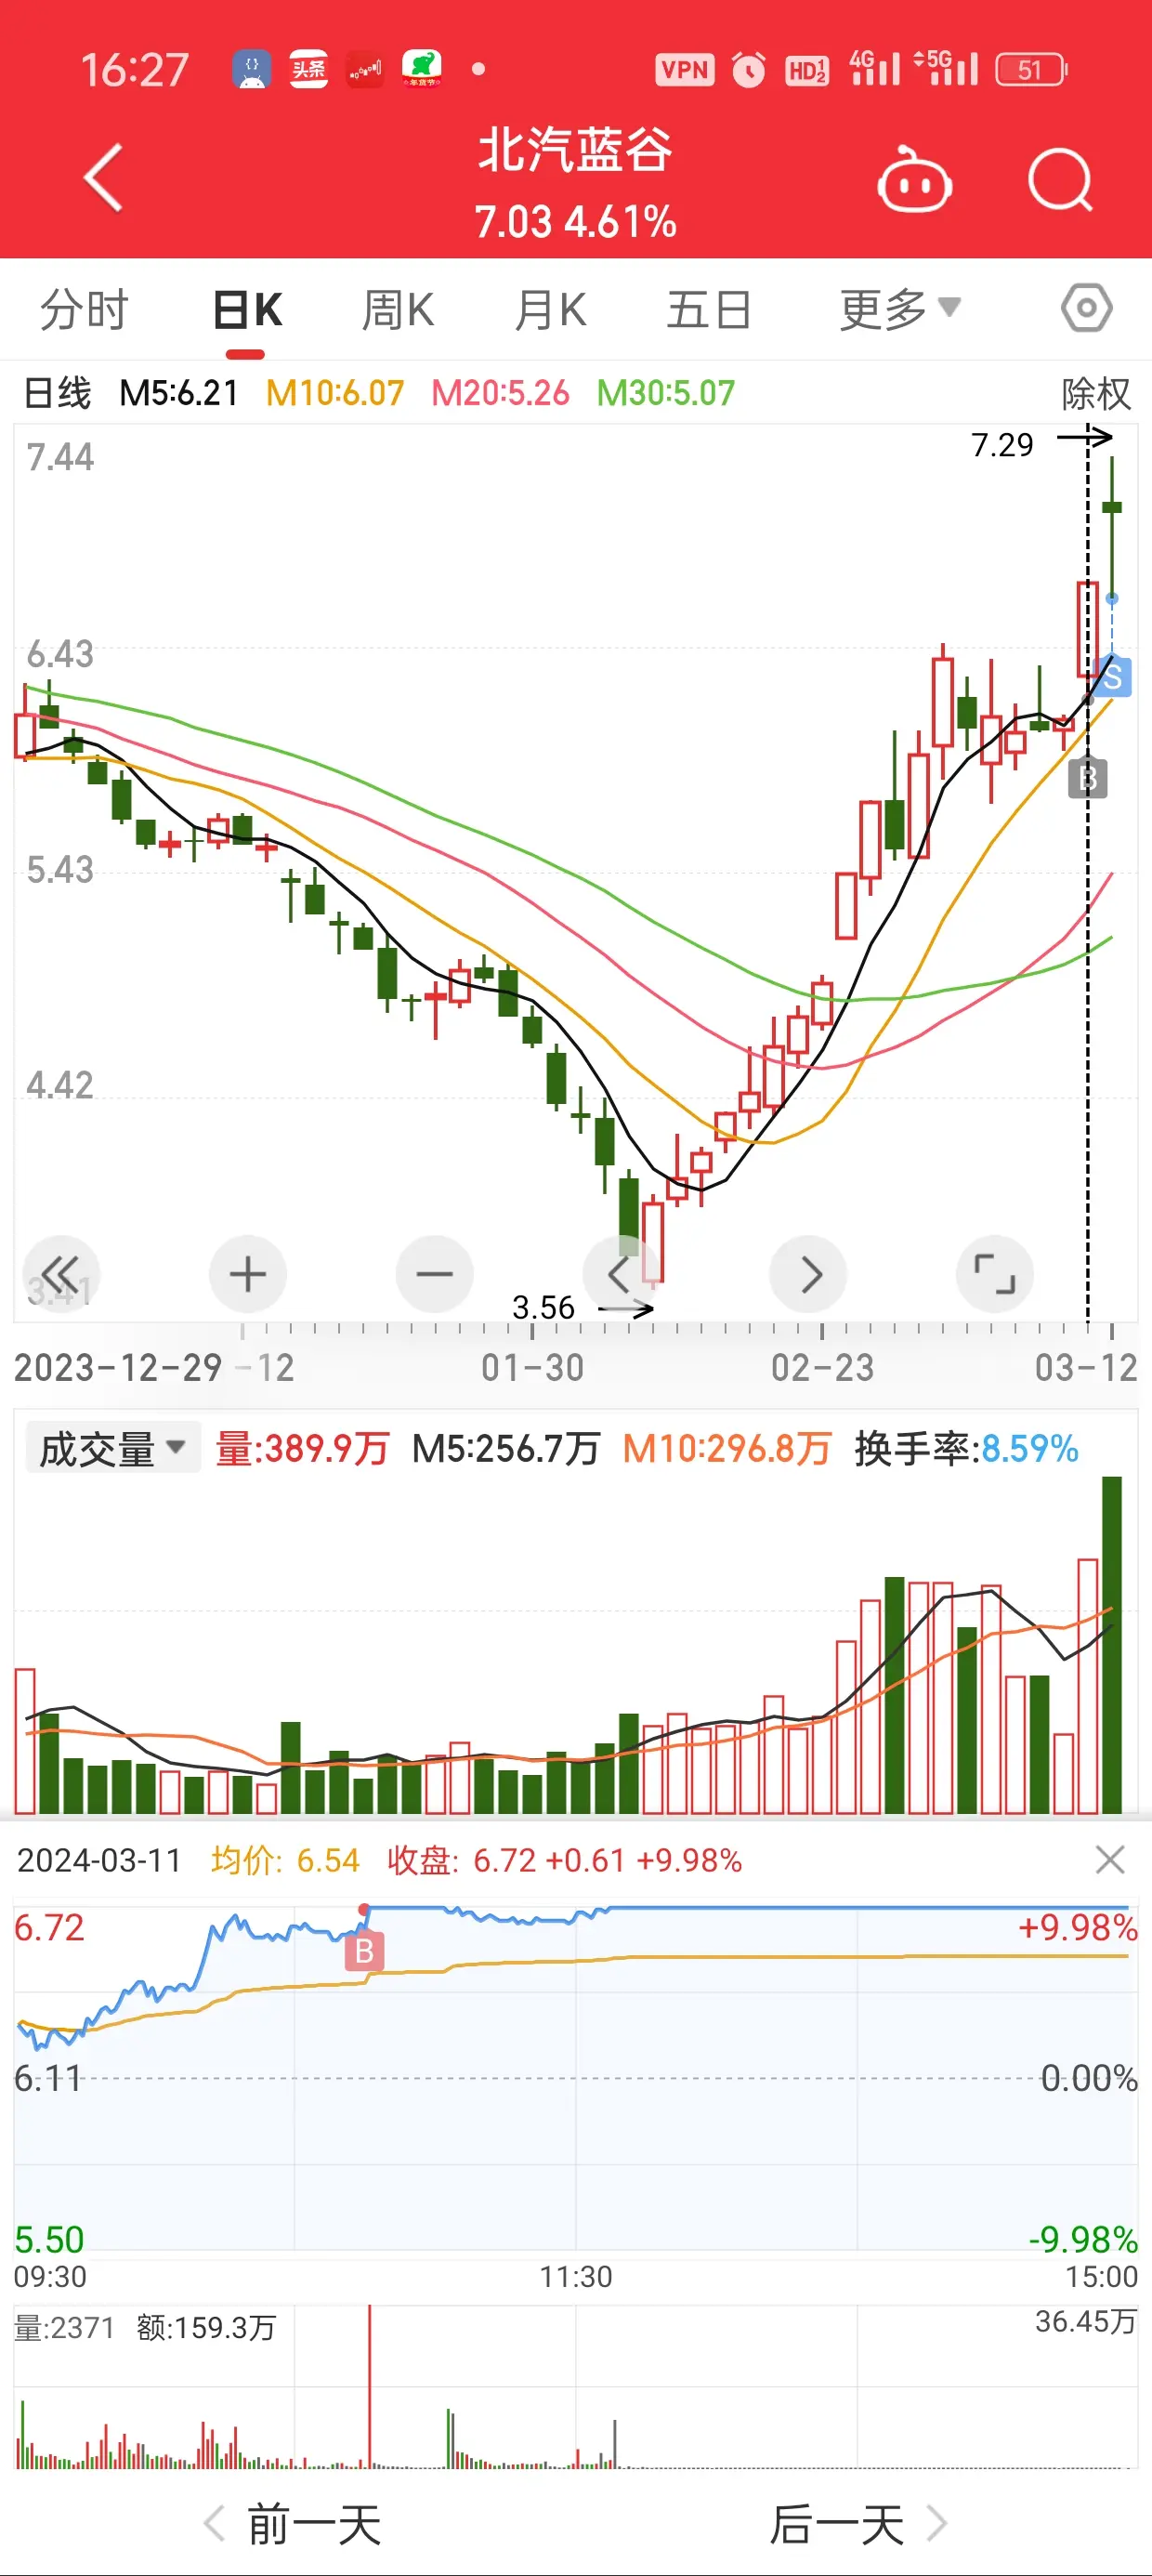 16:27 头条 年货节 VPN HD 1 2 4G 5G 51
北汽蓝谷
7.03 4.61%
分时 日K 周K 月K 五日 更多
日线 M5:6.21 M10:6.07 M20:5.26 M30:5.07 除权
7.44
7.29
6.43
S
B
5.43
4.42
3.41
3.56
2023-12-29 -12 01-30 02-23 03-12
成交量 量:389.9万 M5:256.7万 M10:296.8万 换手率:8.59%
2024-03-11 均价: 6.54 收盘: 6.72 +0.61 +9.98%
6.72 +9.98%
B
6.11 0.00%
5.50 -9.98%
09:30 11:30 15:00
量:2371 额:159.3万 36.45万
前一天 后一天